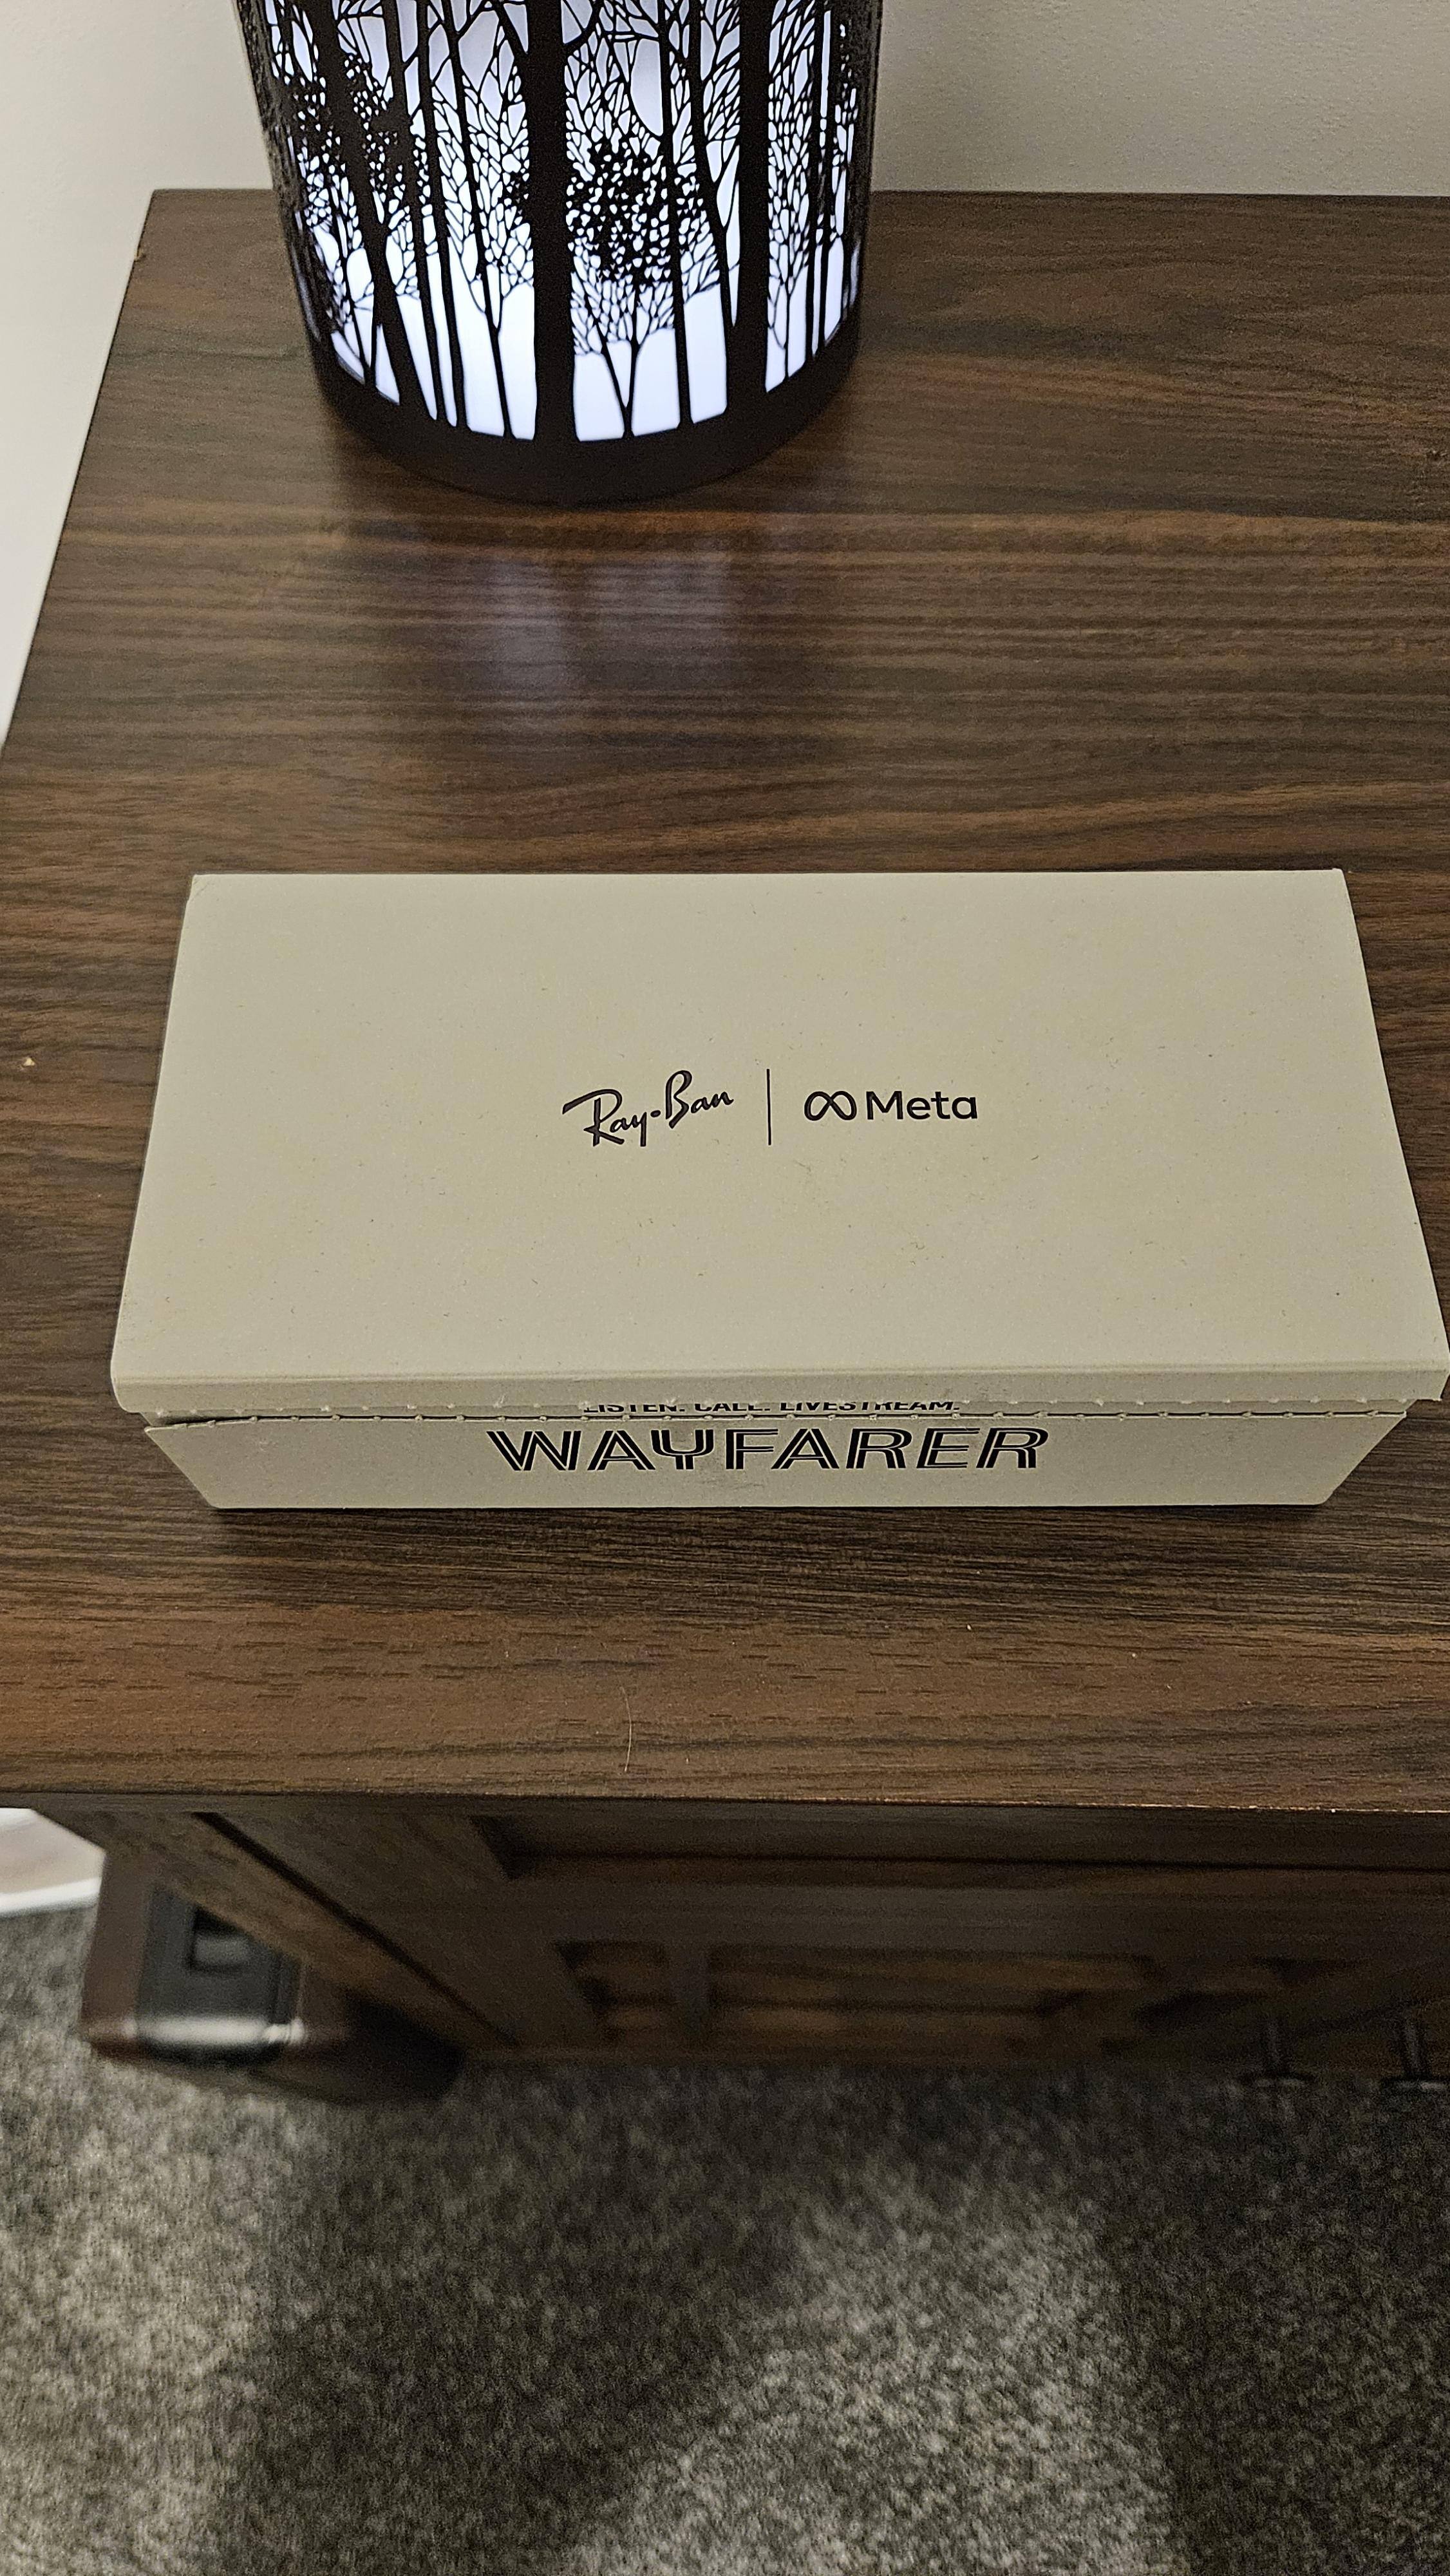 Ray-Ban | Meta
LISTEN. CALL. LIVESTREAM.
WAYFARER